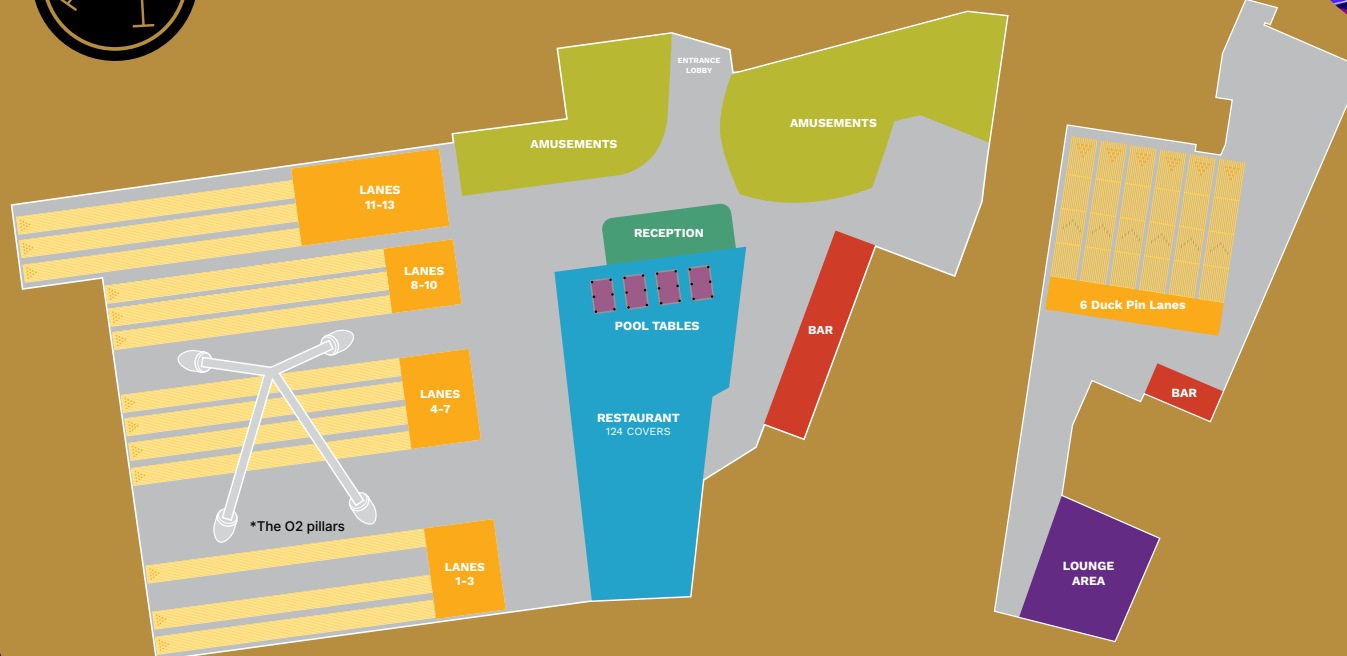 ENTRANCE
LOBBY
AMUSEMENTS
AMUSEMENTS
LANES
11-13
RECEPTION
LANES
8-10
POOL TABLES
BAR
6 Duck Pin Lanes
LANES
4-7
BAR
RESTAURANT
124 COVERS
*The O2 pillars
LANES
1-3
LOUNGE
AREA